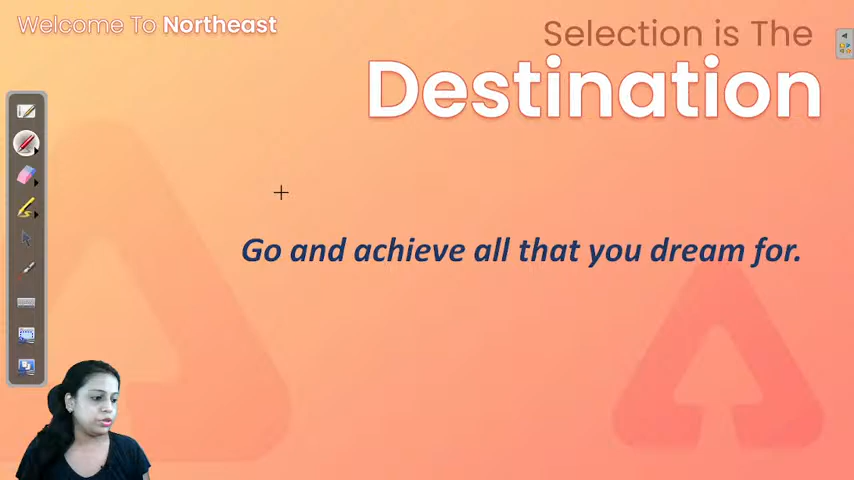 Welcome To Northeast
Selection is The
Destination
Go and achieve all that you dream for.